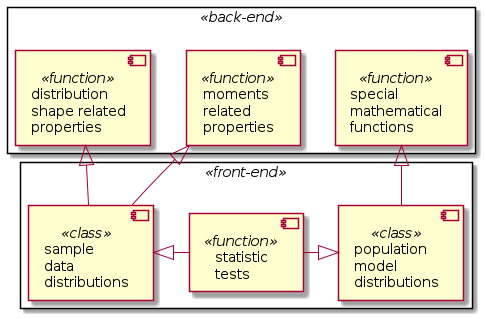 «back-end»
«function»
distribution
shape related
properties
«function»
moments
related
properties
«function»
special
mathematical
functions
«front-end»
«class»
sample
data
distributions
«function»
statistic
tests
«class»
population
model
distributions